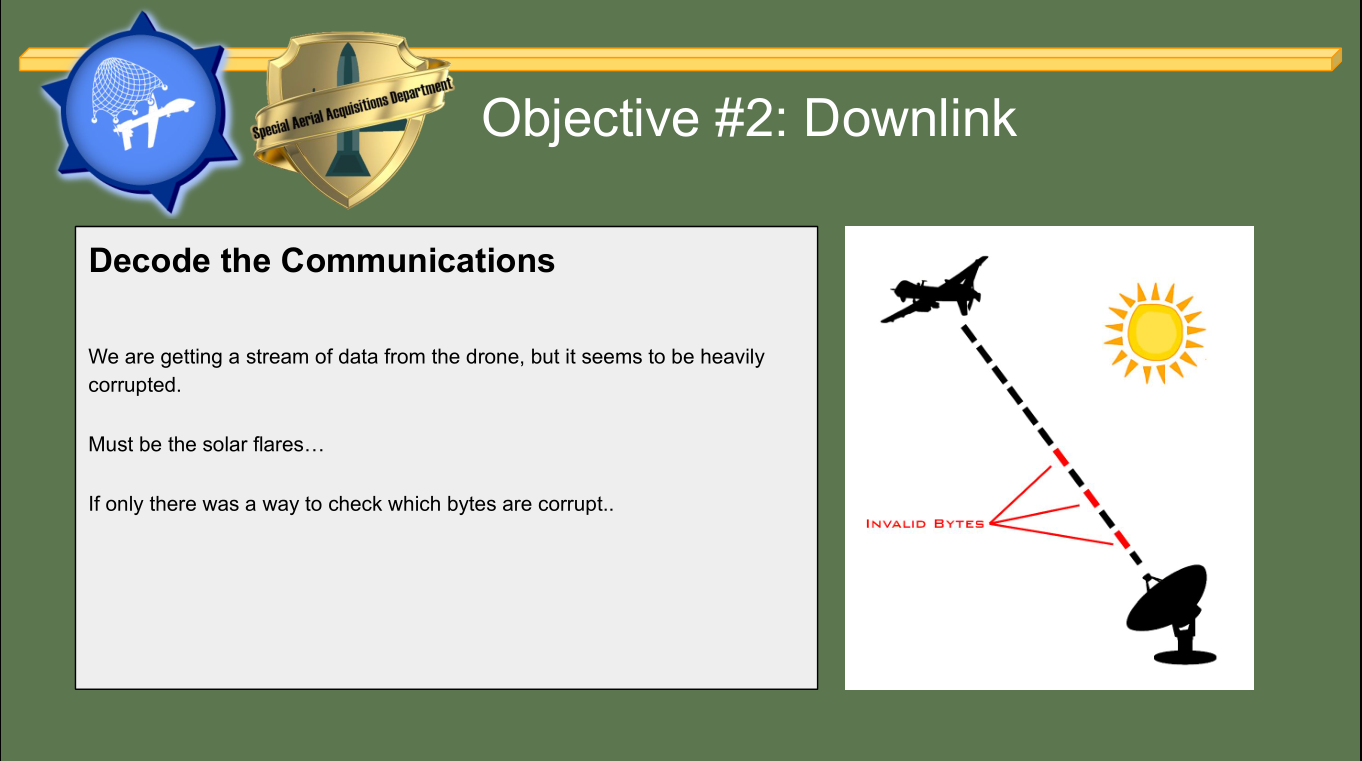 Special Aerial Acquisitions Department
Objective #2: Downlink
Decode the Communications
We are getting a stream of data from the drone, but it seems to be heavily
corrupted.
Must be the solar flares…
If only there was a way to check which bytes are corrupt..
Invalid Bytes